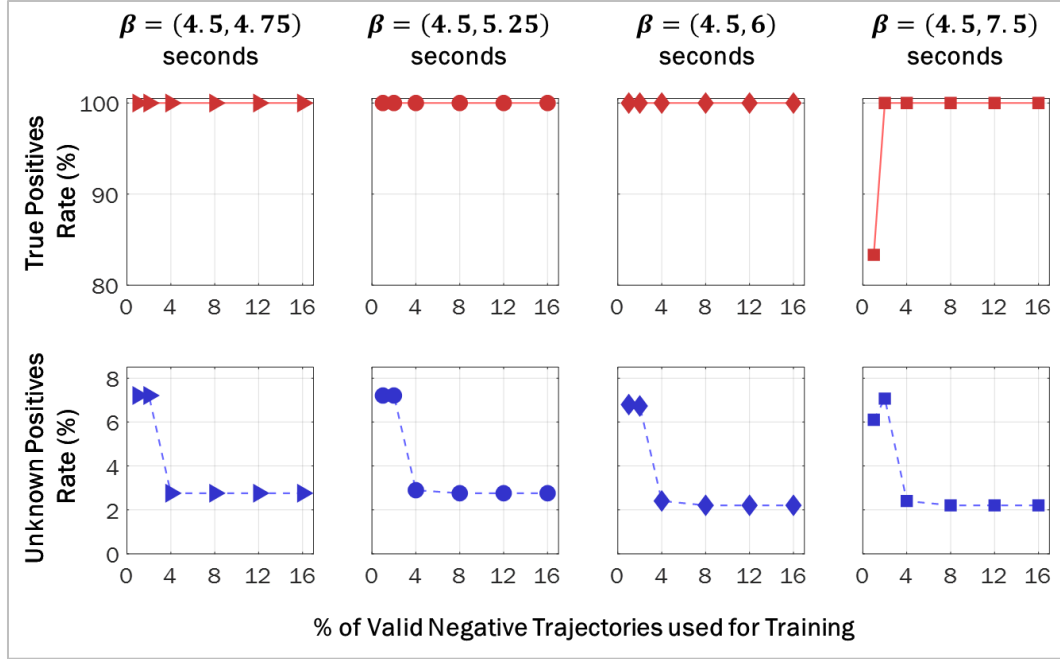 β = (4.5, 4.75) seconds
β = (4.5, 5.25) seconds
β = (4.5, 6) seconds
β = (4.5, 7.5) seconds
True Positives Rate (%)
100
90
80
0 4 8 12 16
0 4 8 12 16
0 4 8 12 16
0 4 8 12 16
Unknown Positives Rate (%)
8
6
4
2
0
0 4 8 12 16
0 4 8 12 16
0 4 8 12 16
0 4 8 12 16
% of Valid Negative Trajectories used for Training